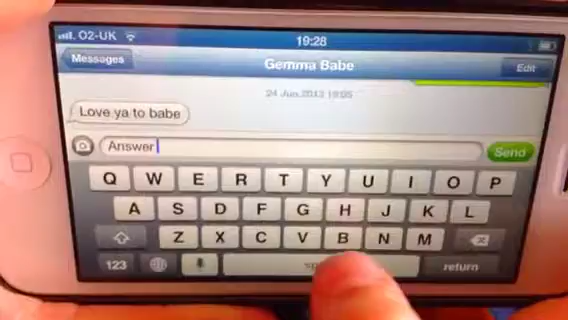 O2-UK 19:28
Messages Gemma Babe Edit
24 Jun 2013 19:05
Love ya to babe
Answer Send
Q W E R T Y U I O P
A S D F G H J K L
Z X C V B N M
123 return